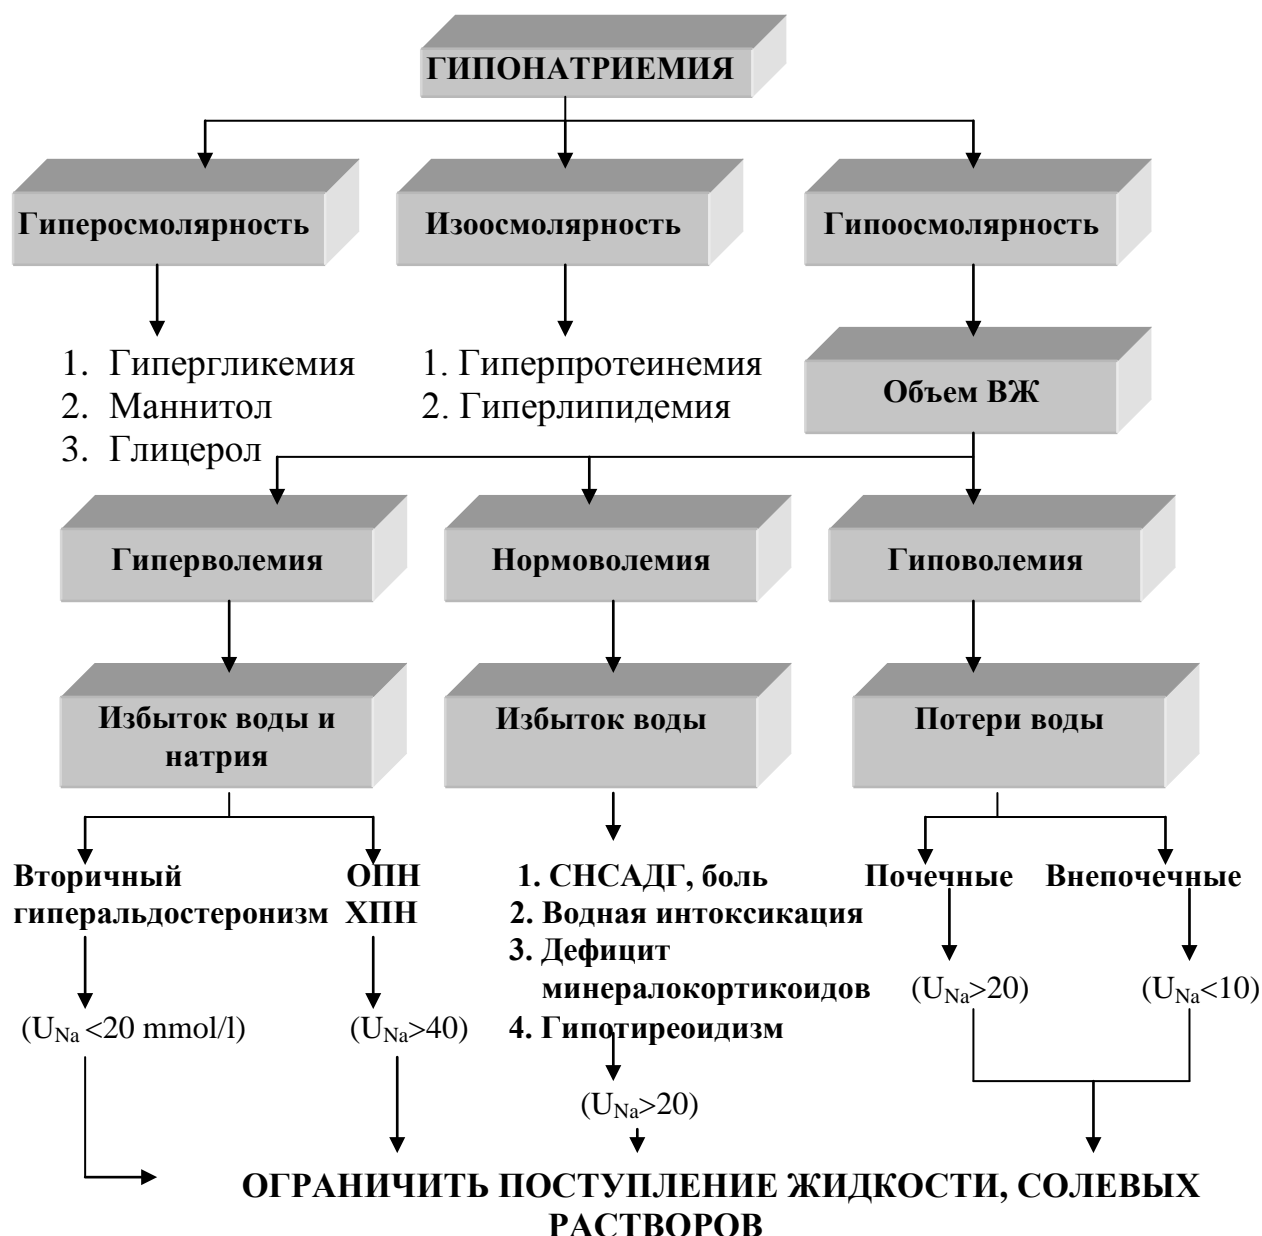 ГИПОНАТРИЕМИЯ
Гиперосмолярность
Изоосмолярность
Гипоосмолярность
1. Гипергликемия
2. Маннитол
3. Глицерол
1. Гиперпротеинемия
2. Гиперлипидемия
Объем ВЖ
Гиперволемия
Нормоволемия
Гиповолемия
Избыток воды и
натрия
Избыток воды
Потери воды
Вторичный
гиперальдостеронизм
ОПН
ХПН
1. СНСАДГ, боль
2. Водная интоксикация
3. Дефицит
минералокортикоидов
4. Гипотиреоидизм
Почечные
Внепочечные
(UNa <20 mmol/l)
(UNa>40)
(UNa>20)
(UNa>20)
(UNa<10)
ОГРАНИЧИТЬ ПОСТУПЛЕНИЕ ЖИДКОСТИ, СОЛЕВЫХ
РАСТВОРОВ